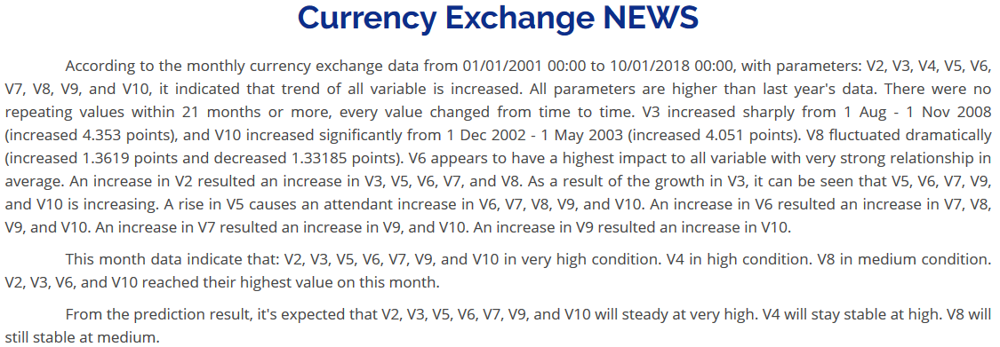 Currency Exchange NEWS
According to the monthly currency exchange data from 01/01/2001 00:00 to 10/01/2018 00:00, with parameters: V2, V3, V4, V5, V6,
V7, V8, V9, and V10, it indicated that trend of all variable is increased. All parameters are higher than last year's data. There were no
repeating values within 21 months or more, every value changed from time to time. V3 increased sharply from 1 Aug - 1 Nov 2008
(increased 4.353 points), and V10 increased significantly from 1 Dec 2002 - 1 May 2003 (increased 4.051 points). V8 fluctuated dramatically
(increased 1.3619 points and decreased 1.33185 points). V6 appears to have a highest impact to all variable with very strong relationship in
average. An increase in V2 resulted an increase in V3, V5, V6, V7, and V8. As a result of the growth in V3, it can be seen that V5, V6, V7, V9,
and V10 is increasing. A rise in V5 causes an attendant increase in V6, V7, V8, V9, and V10. An increase in V6 resulted an increase in V7, V8,
V9, and V10. An increase in V7 resulted an increase in V9, and V10. An increase in V9 resulted an increase in V10.
This month data indicate that: V2, V3, V5, V6, V7, V9, and V10 in very high condition. V4 in high condition. V8 in medium condition.
V2, V3, V6, and V10 reached their highest value on this month.
From the prediction result, it's expected that V2, V3, V5, V6, V7, V9, and V10 will steady at very high. V4 will stay stable at high. V8 will
still stable at medium.